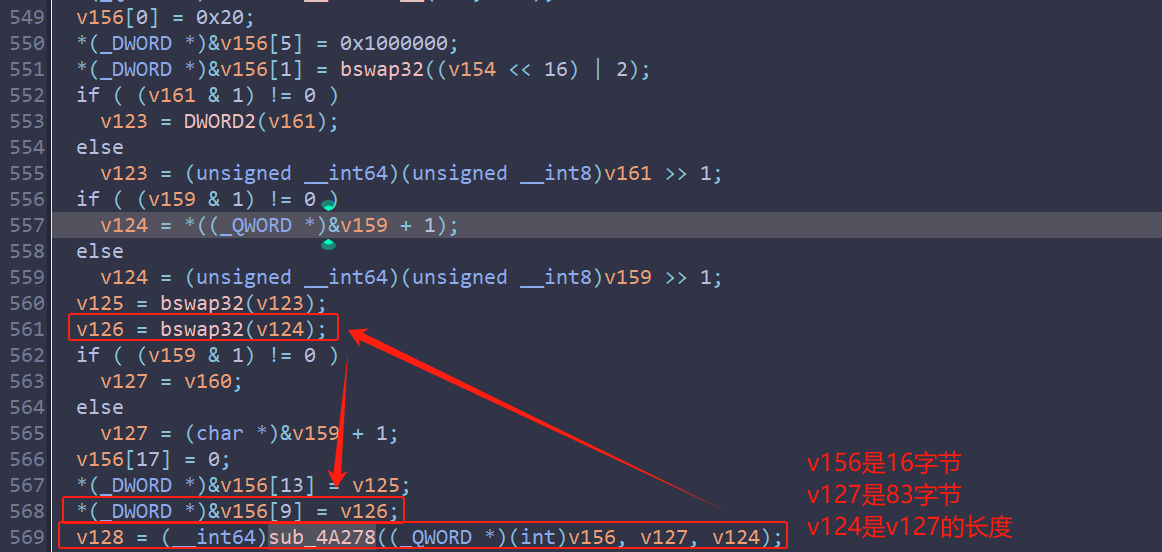 549 v156[0] = 0x20;
550 *(_DWORD *)&v156[5] = 0x1000000;
551 *(_DWORD *)&v156[1] = bswap32((v154 << 16) | 2);
552 if ( (v161 & 1) != 0 )
553 v123 = DWORD2(v161);
554 else
555 v123 = (unsigned __int64)(unsigned __int8)v161 >> 1;
556 if ( (v159 & 1) != 0 )
557 v124 = *((_QWORD *)&v159 + 1);
558 else
559 v124 = (unsigned __int64)(unsigned __int8)v159 >> 1;
560 v125 = bswap32(v123);
561 v126 = bswap32(v124);
562 if ( (v159 & 1) != 0 )
563 v127 = v160;
564 else
565 v127 = (char *)&v159 + 1;
566 v156[17] = 0;
567 *(_DWORD *)&v156[13] = v125;
568 *(_DWORD *)&v156[9] = v126;
569 v128 = (__int64)sub_4A278((_QWORD *)(int)v156, v127, v124);
v156是16字节
v127是83字节
v124是v127的长度